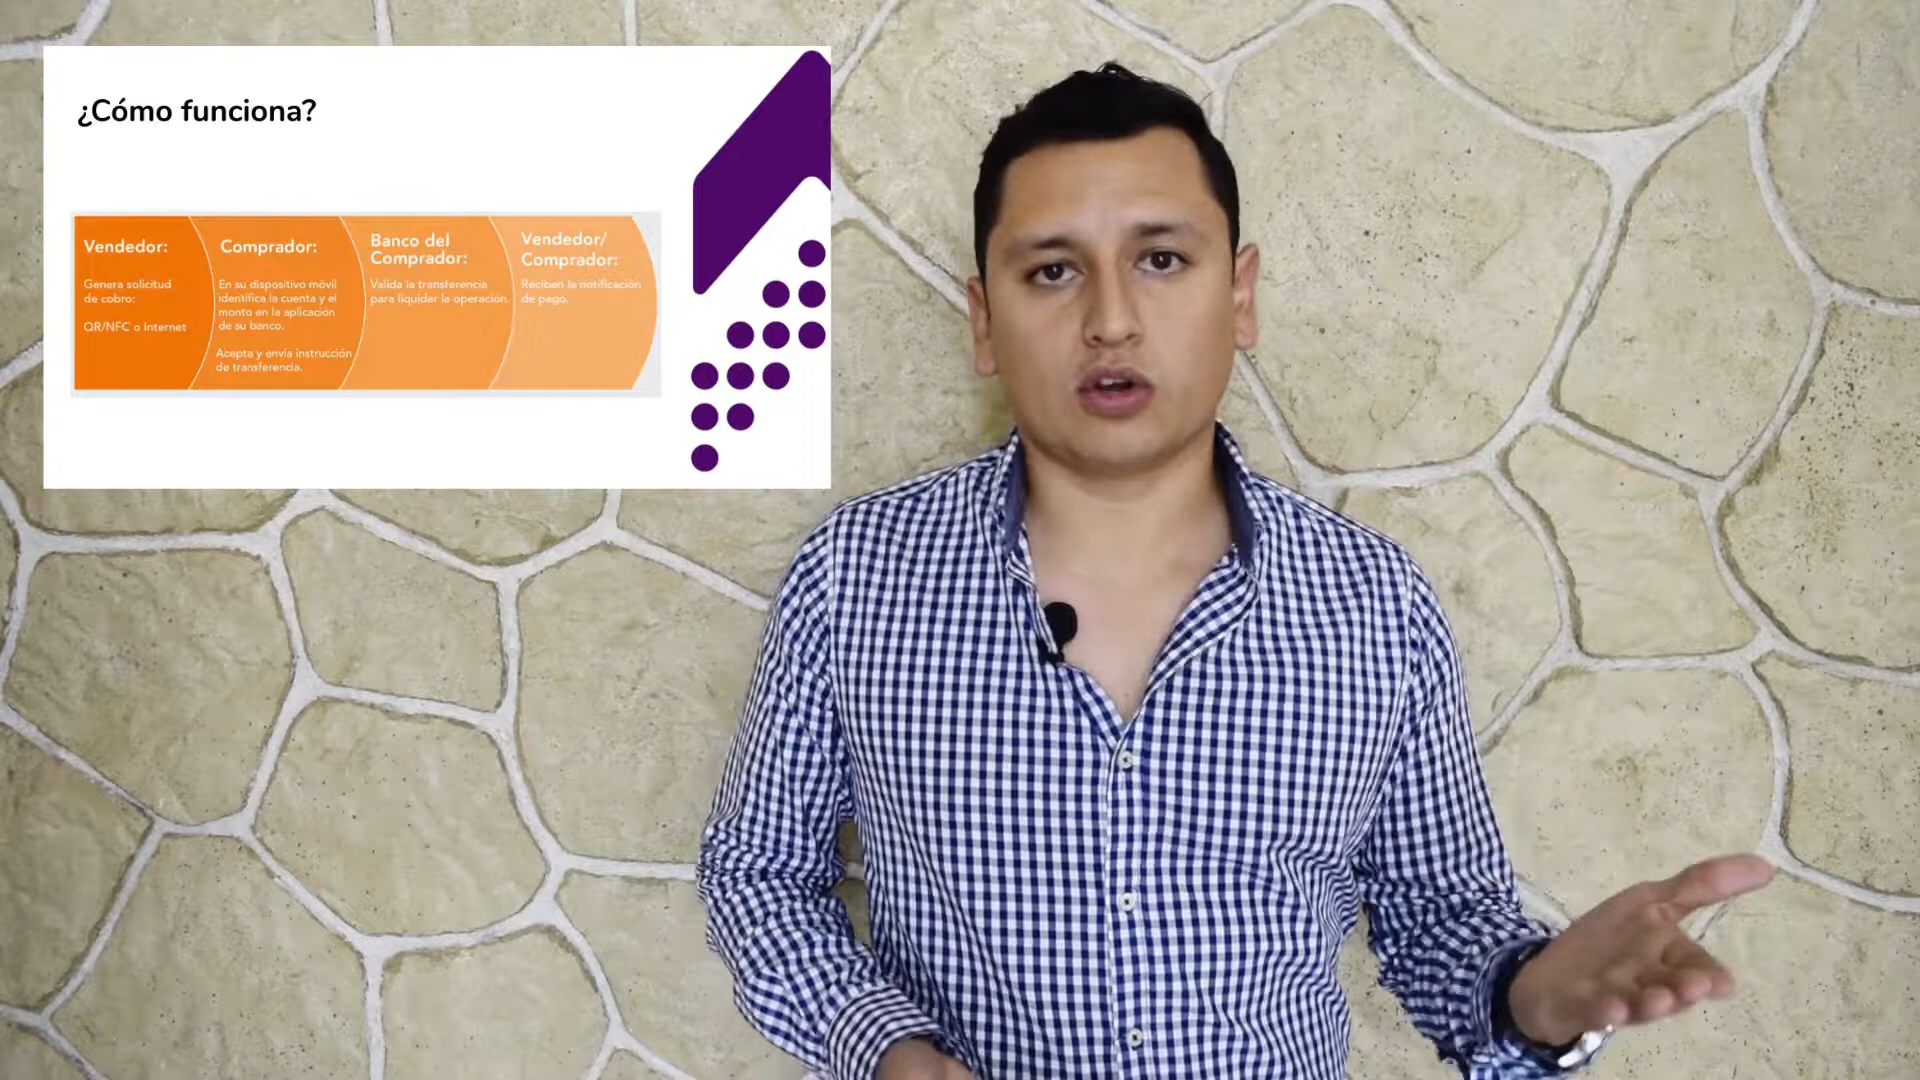 ¿Cómo funciona?
Vendedor:
Genera solicitud
de cobro:
QR/NFC o Internet
Comprador:
En su dispositivo móvil
identifica la cuenta y el
monto en la aplicación
de su banco.
Acepta y envía instrucción
de transferencia.
Banco del
Comprador:
Valida la transferencia
para liquidar la operación.
Vendedor/
Comprador:
Reciben la notificación
de pago.